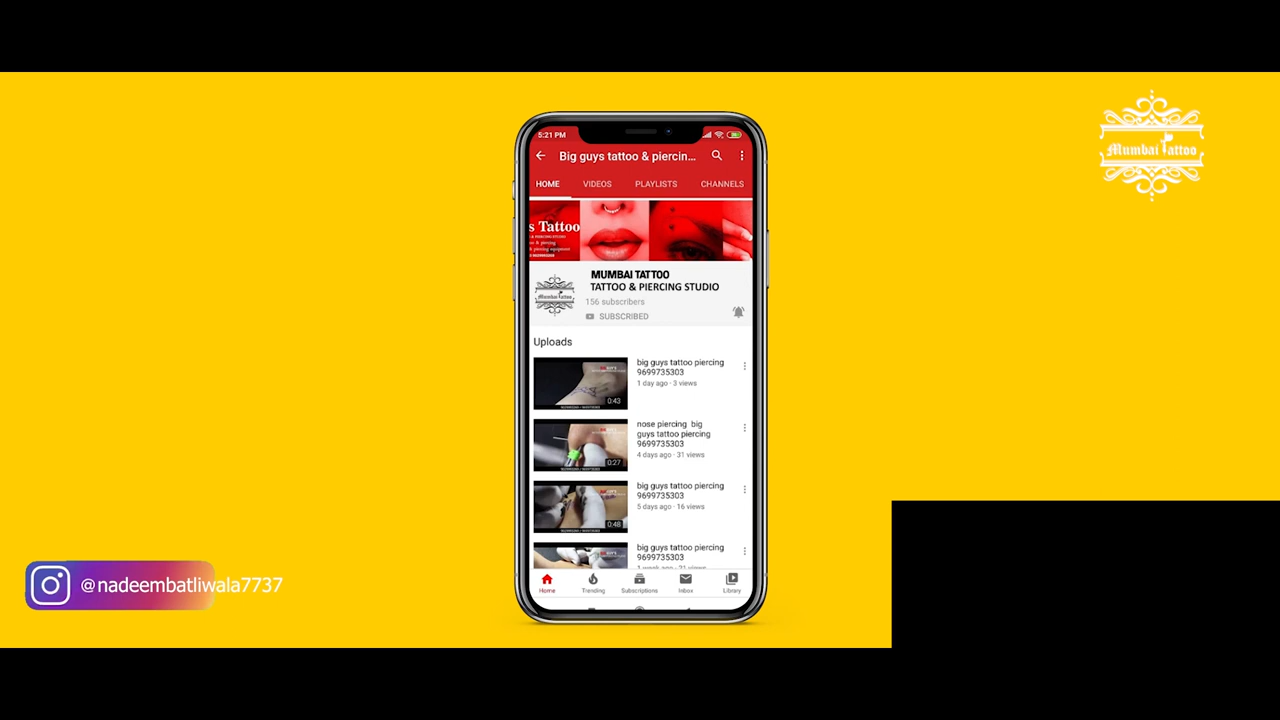 Mumbai Tattoo
5:21 PM
Big guys tattoo & piercin...
HOME VIDEOS PLAYLISTS CHANNELS
s Tattoo
MUMBAI TATTOO
TATTOO & PIERCING STUDIO
Mumbai Tattoo
156 subscribers
SUBSCRIBED
Uploads
big guys tattoo piercing
9699735303
1 day ago · 3 views
0:43
nose piercing. big
guys tattoo piercing
9699735303
4 days ago · 31 views
0:27
big guys tattoo piercing
9699735303
5 days ago · 16 views
0:48
big guys tattoo piercing
9699735303
Home Trending Subscriptions Inbox Library
@nadeembatliwala7737